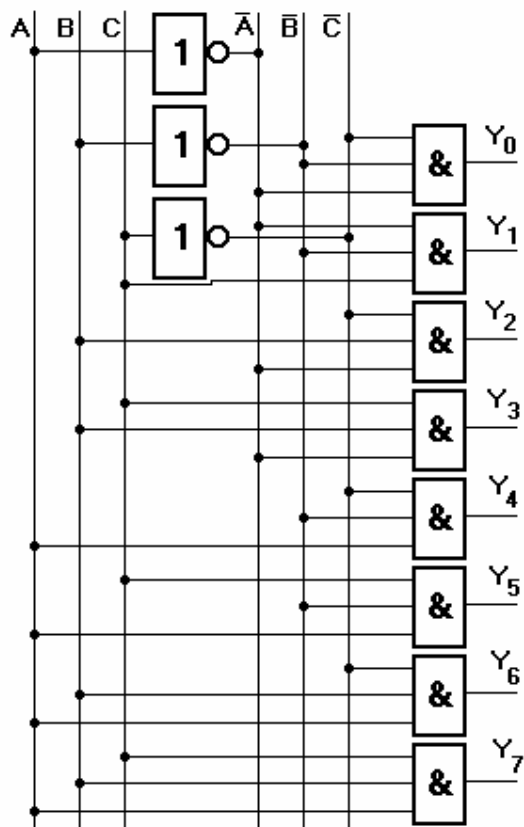 A B C A̅ B̅ C̅
1
1
1
& Y₀
& Y₁
& Y₂
& Y₃
& Y₄
& Y₅
& Y₆
& Y₇